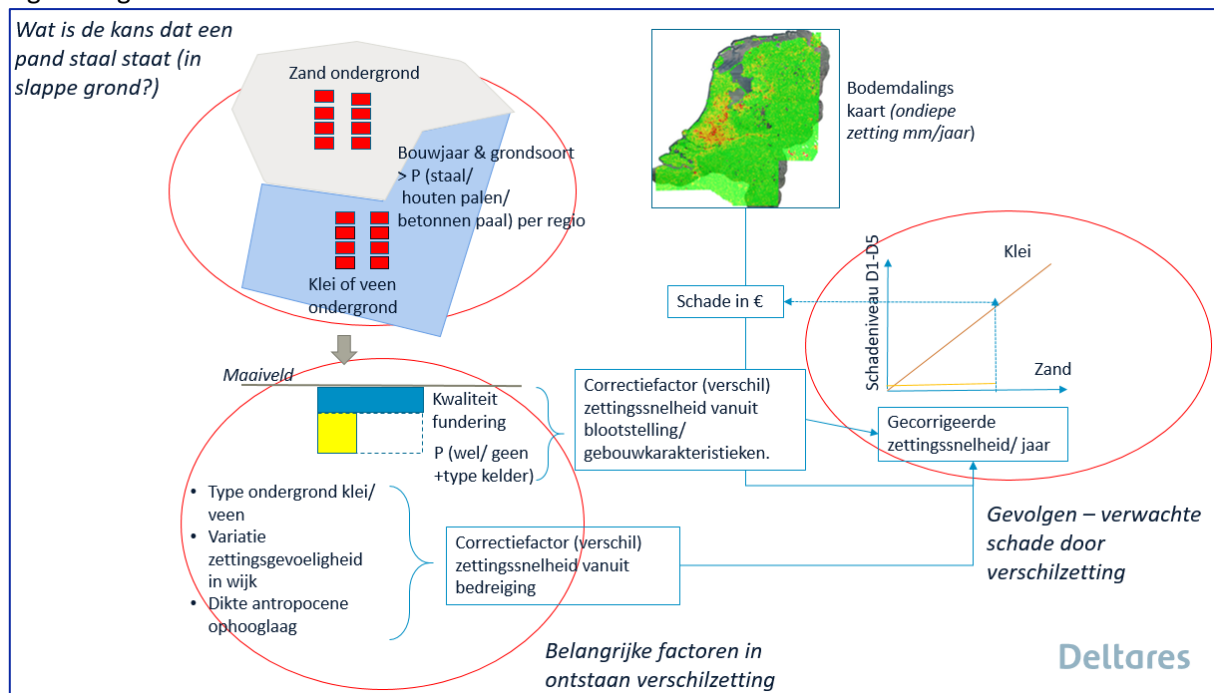 Wat is de kans dat een
pand staal staat (in
slappe grond?)
Zand ondergrond
Bouwjaar & grondsoort
> P (staal/
houten palen/
betonnen paal) per regio
Klei of veen
ondergrond
Bodemdalings
kaart (ondiepe
zetting mm/jaar)
Schadeniveau D1-D5
Klei
Zand
Schade in €
Maaiveld
Kwaliteit
fundering
P (wel/ geen
+type kelder)
Correctiefactor (verschil)
zettingssnelheid vanuit
blootstelling/
gebouwkarakteristieken.
Gecorrigeerde
zettingssnelheid/ jaar
• Type ondergrond klei/
veen
• Variatie
zettingsgevoeligheid
in wijk
• Dikte antropocene
ophooglaag
Correctiefactor (verschil)
zettingssnelheid vanuit
bedreiging
Gevolgen – verwachte
schade door
verschilzetting
Belangrijke factoren in
ontstaan verschilzetting
Deltares